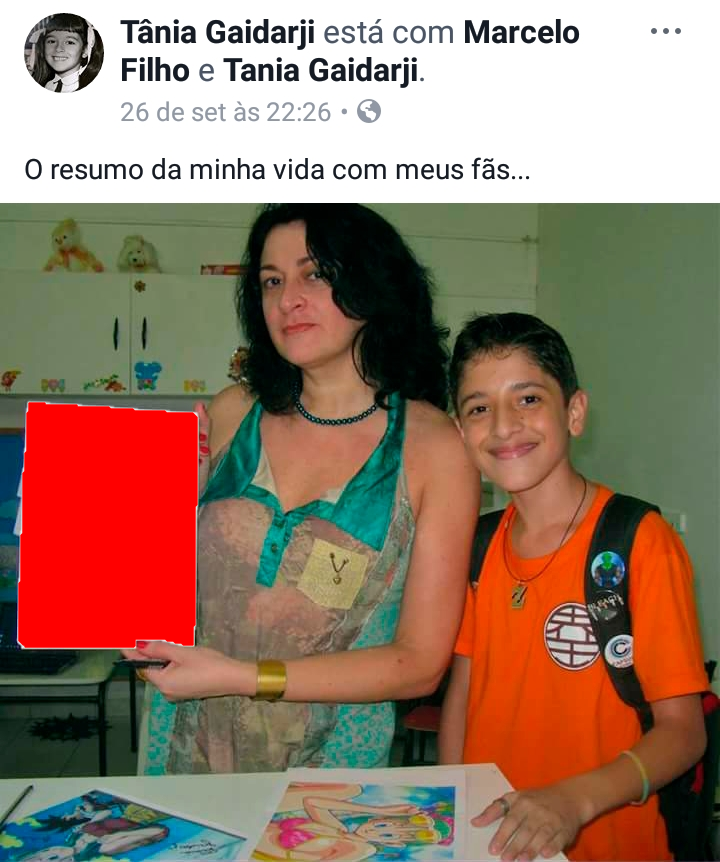 Tânia Gaidarji está com Marcelo
Filho e Tania Gaidarji.
26 de set às 22:26 •
O resumo da minha vida com meus fãs...
BLEACH